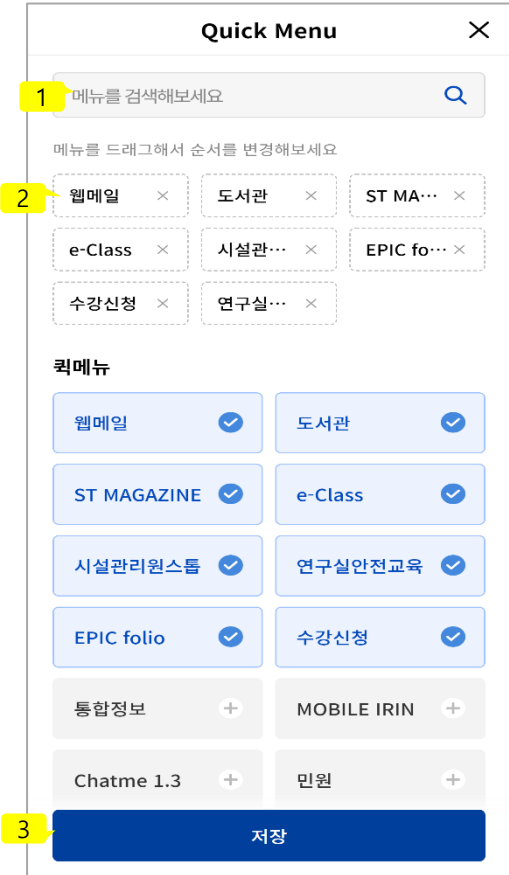 Quick Menu
1 메뉴를 검색해보세요
메뉴를 드래그해서 순서를 변경해보세요
2 웹메일 도서관 ST MA···
e-Class 시설관··· EPIC fo···
수강신청 연구실···
퀵메뉴
웹메일 도서관
ST MAGAZINE e-Class
시설관리원스톱 연구실안전교육
EPIC folio 수강신청
통합정보 MOBILE IRIN
Chatme 1.3 민원
3 저장